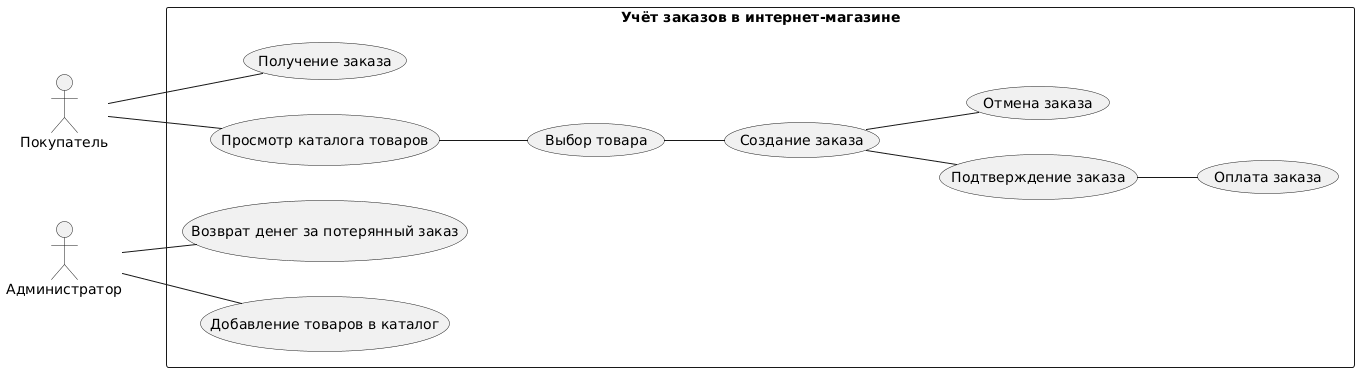 Учёт заказов в интернет-магазине
Получение заказа
Покупатель
Просмотр каталога товаров
Выбор товара
Создание заказа
Отмена заказа
Подтверждение заказа
Оплата заказа
Возврат денег за потерянный заказ
Администратор
Добавление товаров в каталог